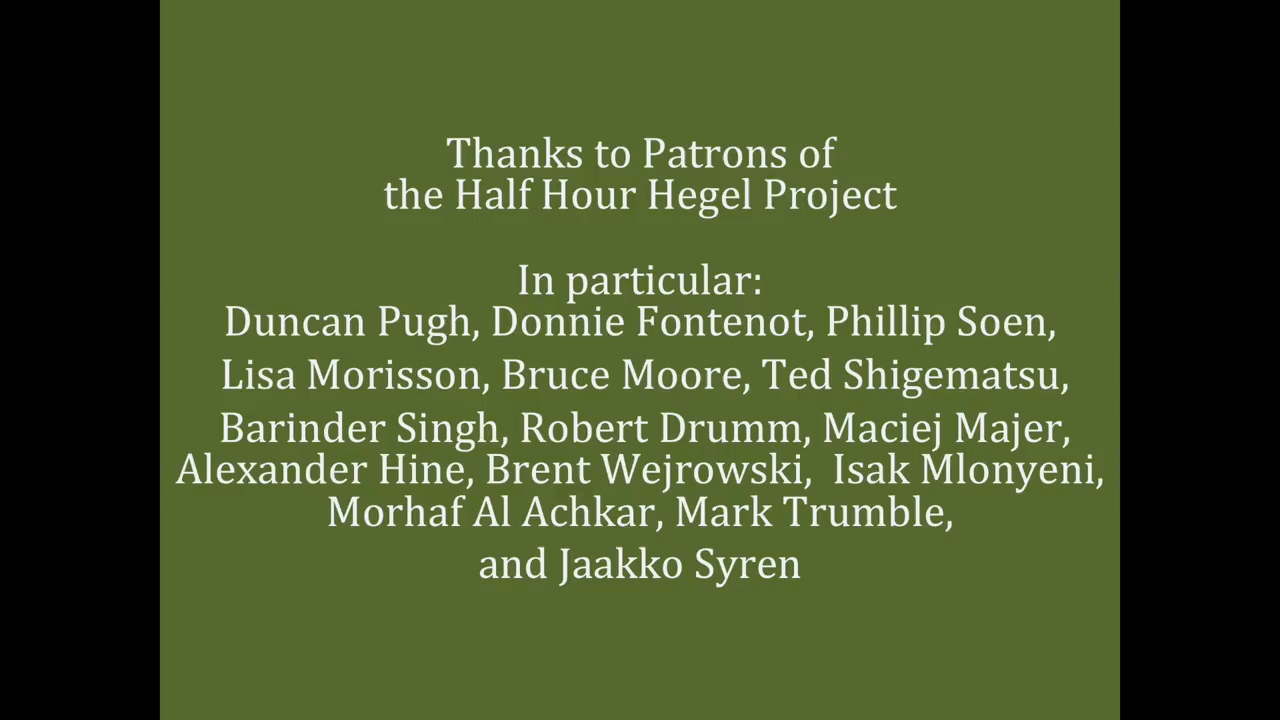 Thanks to Patrons of
the Half Hour Hegel Project
In particular:
Duncan Pugh, Donnie Fontenot, Phillip Soen,
Lisa Morisson, Bruce Moore, Ted Shigematsu,
Barinder Singh, Robert Drumm, Maciej Majer,
Alexander Hine, Brent Wejrowski,  Isak Mlonyeni,
Morhaf Al Achkar, Mark Trumble,
and Jaakko Syren